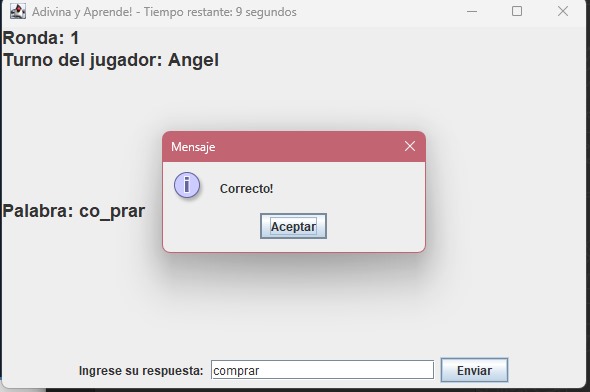 Adivina y Aprende! - Tiempo restante: 9 segundos
Ronda: 1
Turno del jugador: Angel
Mensaje
Correcto!
Aceptar
Palabra: co_prar
Ingrese su respuesta: comprar Enviar